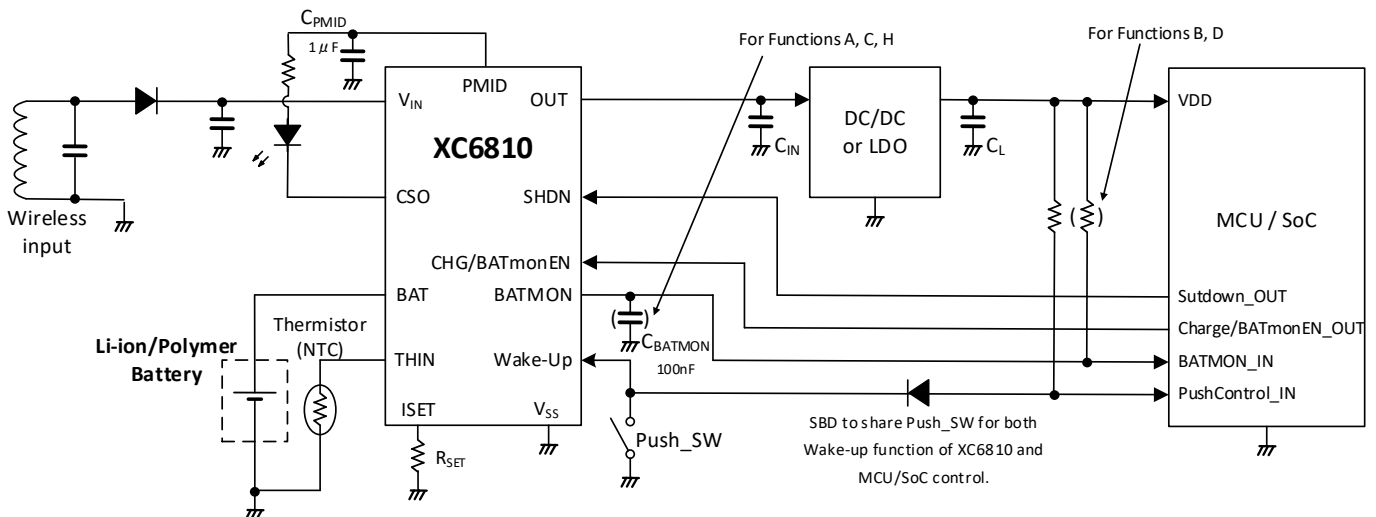 C_PMID
1μF
For Functions A, C, H
For Functions B, D
PMID
V_IN
OUT
XC6810
C_IN
DC/DC
or LDO
C_L
VDD
CSO
SHDN
Wireless
input
MCU / SoC
CHG/BATmonEN
BAT
BATMON
( )
( )
Sutdown_OUT
Charge/BATmonEN_OUT
Thermistor
(NTC)
Li-ion/Polymer
Battery
THIN
Wake-Up
C_BATMON
100nF
BATMON_IN
PushControl_IN
ISET
V_SS
R_SET
Push_SW
SBD to share Push_SW for both
Wake-up function of XC6810 and
MCU/SoC control.